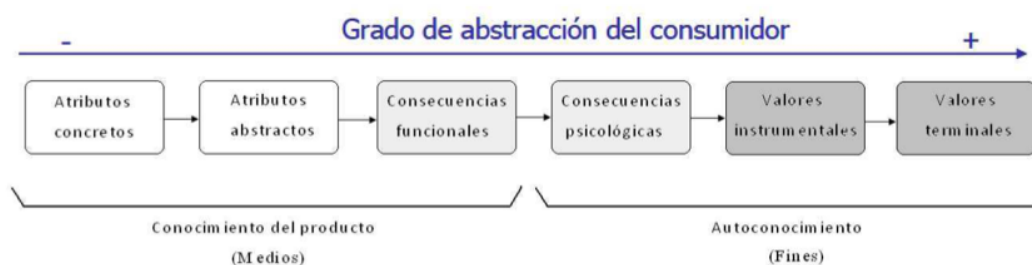 Grado de abstracción del consumidor
- +
Atributos
concretos
Atributos
abstractos
Consecuencias
funcionales
Consecuencias
psicológicas
Valores
instrumentales
Valores
terminales
Conocimiento del producto
(Medios)
Autoconocimiento
(Fines)